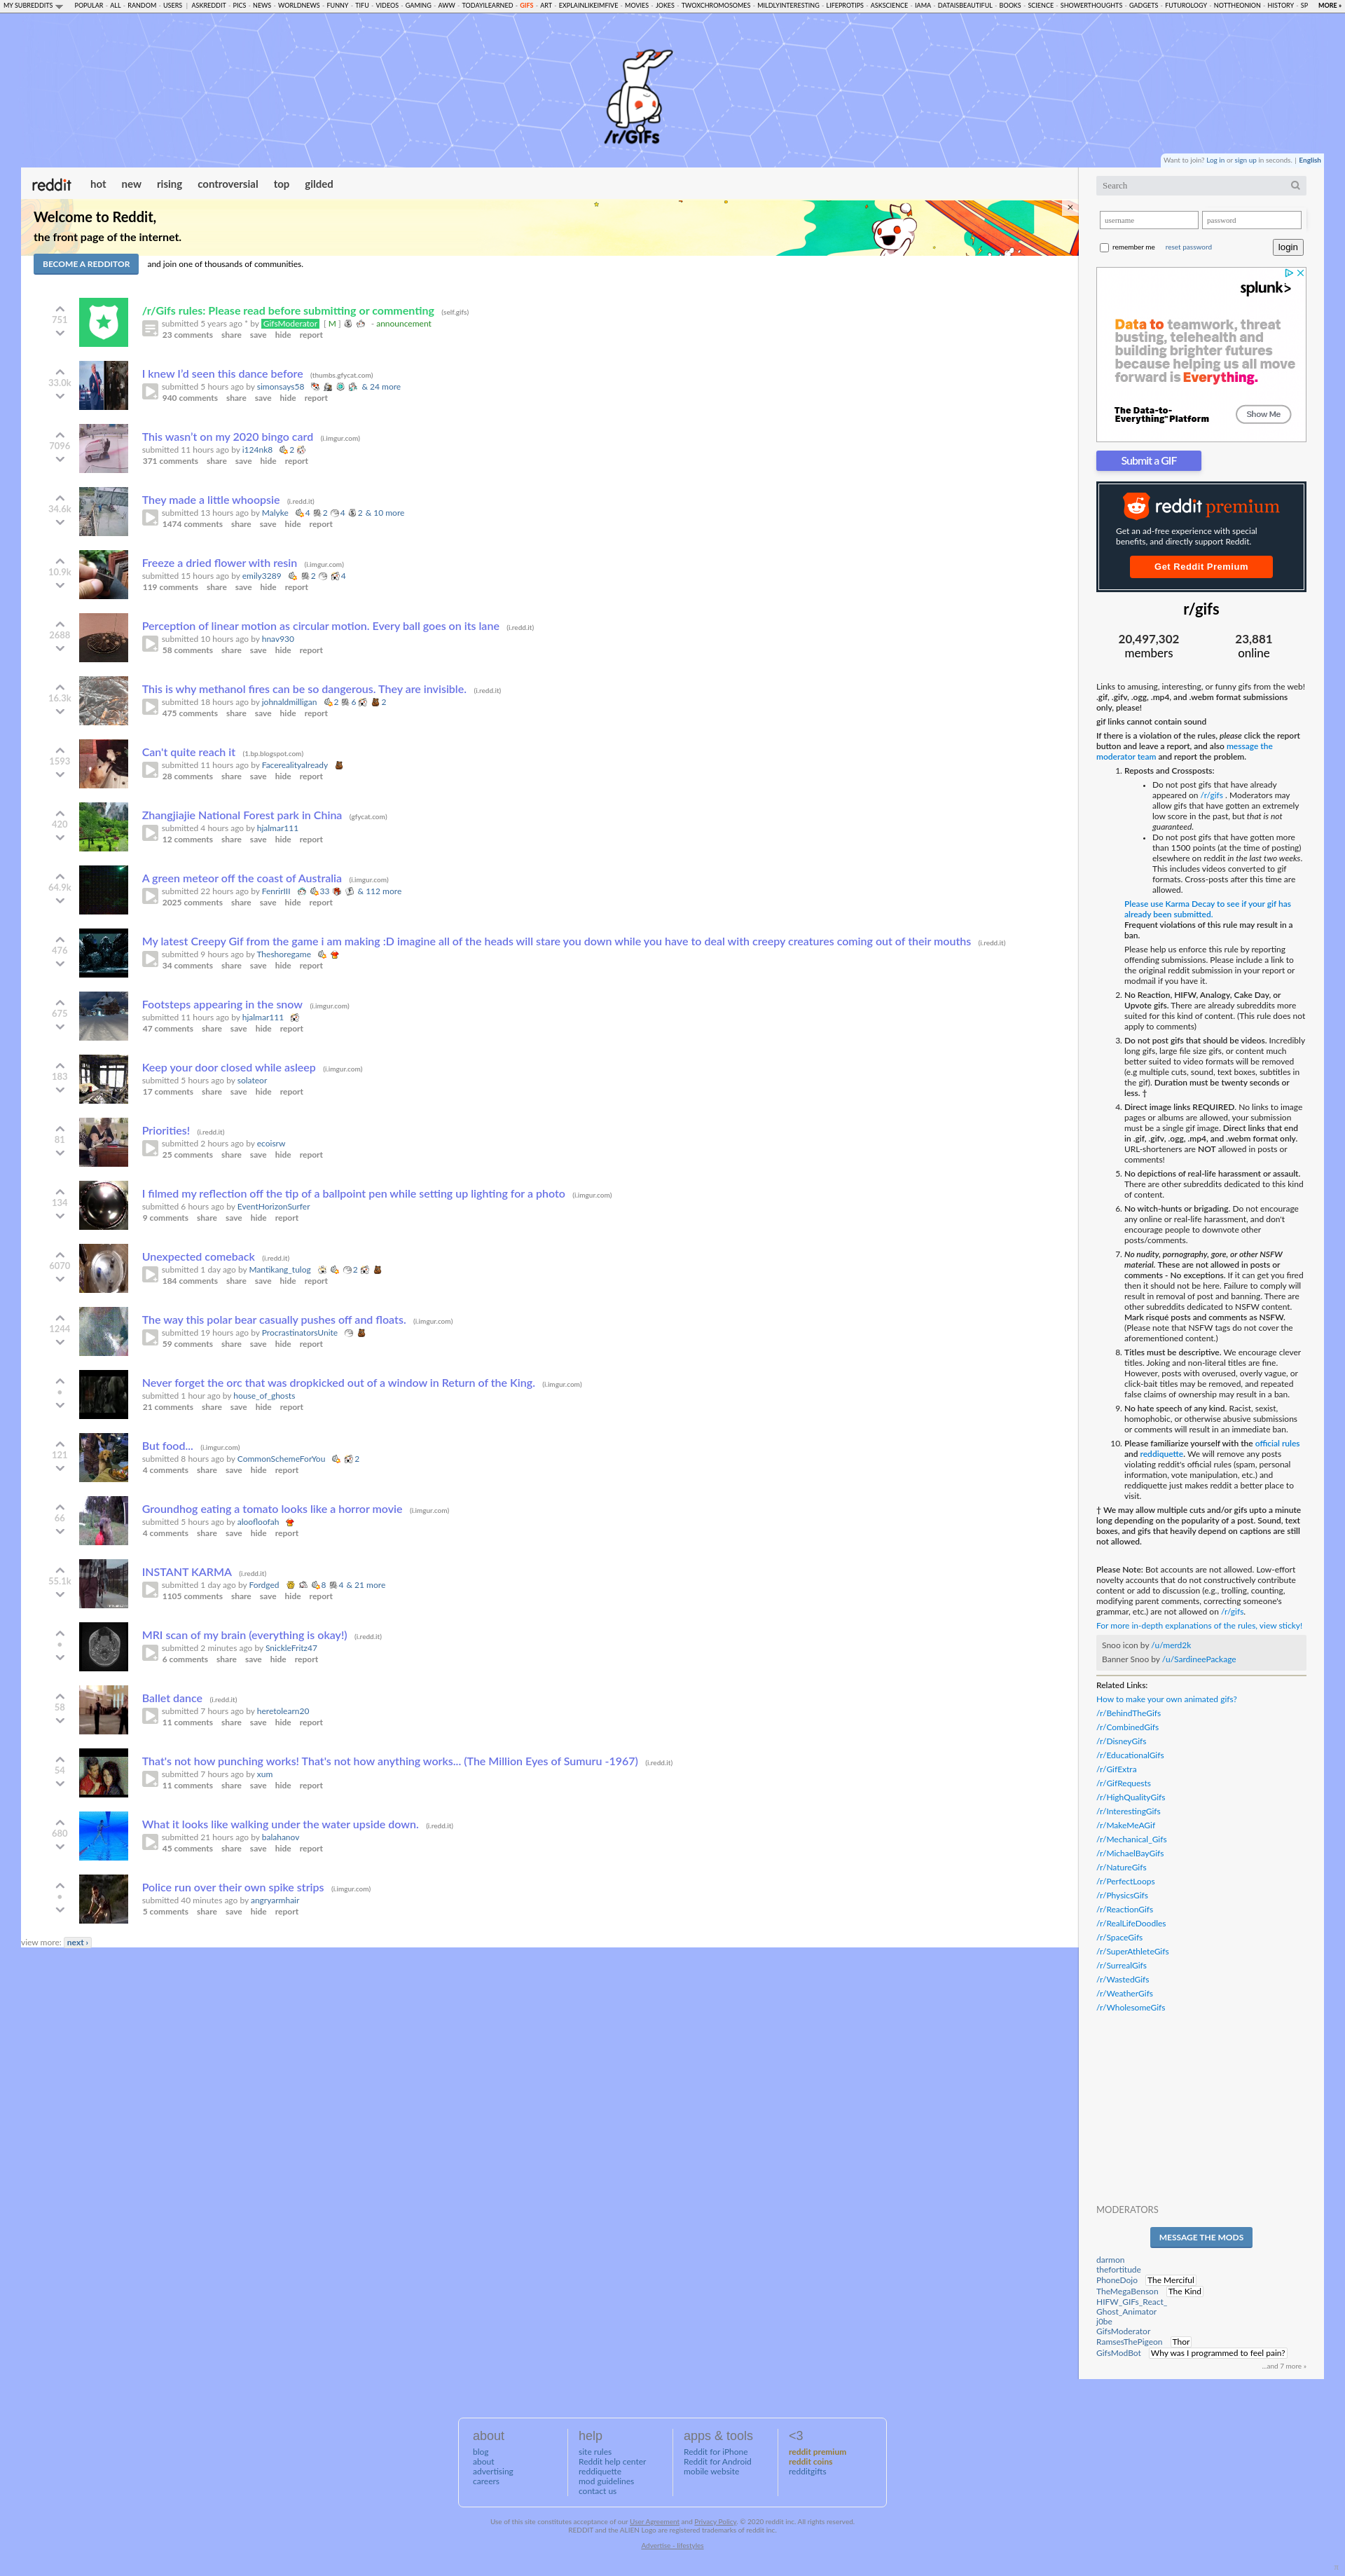 MY SUBREDDITS POPULAR - ALL - RANDOM - USERS | ASKREDDIT - PICS - NEWS - WORLDNEWS - FUNNY - TIFU - VIDEOS - GAMING - AWW - TODAYILEARNED - GIFS - ART - EXPLAINLIKEIMFIVE - MOVIES - JOKES - TWOXCHROMOSOMES - MILDLYINTERESTING - LIFEPROTIPS - ASKSCIENCE - IAMA - DATAISBEAUTIFUL - BOOKS - SCIENCE - SHOWERTHOUGHTS - GADGETS - FUTUROLOGY - NOTTHEONION - HISTORY - SP MORE »
/r/GIFs
Want to join? Log in or sign up in seconds. | English
reddit hot new rising controversial top gilded
Welcome to Reddit,
the front page of the internet.
BECOME A REDDITOR and join one of thousands of communities.
×
751
/r/Gifs rules: Please read before submitting or commenting (self.gifs)
submitted 5 years ago * by GifsModerator [ M ] - announcement
23 comments share save hide report
33.0k
I knew I'd seen this dance before (thumbs.gfycat.com)
submitted 5 hours ago by simonsays58 & 24 more
940 comments share save hide report
7096
This wasn't on my 2020 bingo card (i.imgur.com)
submitted 11 hours ago by i124nk8 2
371 comments share save hide report
34.6k
They made a little whoopsie (i.redd.it)
submitted 13 hours ago by Malyke 4 2 4 2 & 10 more
1474 comments share save hide report
10.9k
Freeze a dried flower with resin (i.imgur.com)
submitted 15 hours ago by emily3289 2 4
119 comments share save hide report
2688
Perception of linear motion as circular motion. Every ball goes on its lane (i.redd.it)
submitted 10 hours ago by hnav930
58 comments share save hide report
16.3k
This is why methanol fires can be so dangerous. They are invisible. (i.redd.it)
submitted 18 hours ago by johnaldmilligan 2 6 2
475 comments share save hide report
1593
Can't quite reach it (1.bp.blogspot.com)
submitted 11 hours ago by Facerealityalready
28 comments share save hide report
420
Zhangjiajie National Forest park in China (gfycat.com)
submitted 4 hours ago by hjalmar111
12 comments share save hide report
64.9k
A green meteor off the coast of Australia (i.imgur.com)
submitted 22 hours ago by FenrirIII 33 & 112 more
2025 comments share save hide report
476
My latest Creepy Gif from the game i am making :D imagine all of the heads will stare you down while you have to deal with creepy creatures coming out of their mouths (i.redd.it)
submitted 9 hours ago by Theshoregame
34 comments share save hide report
675
Footsteps appearing in the snow (i.imgur.com)
submitted 11 hours ago by hjalmar111
47 comments share save hide report
183
Keep your door closed while asleep (i.imgur.com)
submitted 5 hours ago by solateor
17 comments share save hide report
81
Priorities! (i.redd.it)
submitted 2 hours ago by ecoisrw
25 comments share save hide report
134
I filmed my reflection off the tip of a ballpoint pen while setting up lighting for a photo (i.imgur.com)
submitted 6 hours ago by EventHorizonSurfer
9 comments share save hide report
6070
Unexpected comeback (i.redd.it)
submitted 1 day ago by Mantikang_tulog 2
184 comments share save hide report
1244
The way this polar bear casually pushes off and floats. (i.imgur.com)
submitted 19 hours ago by ProcrastinatorsUnite
59 comments share save hide report
•
Never forget the orc that was dropkicked out of a window in Return of the King. (i.imgur.com)
submitted 1 hour ago by house_of_ghosts
21 comments share save hide report
121
But food... (i.imgur.com)
submitted 8 hours ago by CommonSchemeForYou 2
4 comments share save hide report
66
Groundhog eating a tomato looks like a horror movie (i.imgur.com)
submitted 5 hours ago by aloofloofah
4 comments share save hide report
55.1k
INSTANT KARMA (i.redd.it)
submitted 1 day ago by Fordged 8 4 & 21 more
1105 comments share save hide report
•
MRI scan of my brain (everything is okay!) (i.redd.it)
submitted 2 minutes ago by SnickleFritz47
6 comments share save hide report
58
Ballet dance (i.redd.it)
submitted 7 hours ago by heretolearn20
11 comments share save hide report
54
That's not how punching works! That's not how anything works... (The Million Eyes of Sumuru -1967) (i.redd.it)
submitted 7 hours ago by xum
11 comments share save hide report
680
What it looks like walking under the water upside down. (i.redd.it)
submitted 21 hours ago by balahanov
45 comments share save hide report
•
Police run over their own spike strips (i.imgur.com)
submitted 40 minutes ago by angryarmhair
5 comments share save hide report
view more: next ›
Search
username password
remember me reset password login
splunk>
Data to teamwork, threat
busting, telehealth and
building brighter futures
because helping us all move
forward is Everything.
The Data-to-
Everything™ Platform
Show Me
Submit a GIF
reddit premium
Get an ad-free experience with special
benefits, and directly support Reddit.
Get Reddit Premium
r/gifs
20,497,302 23,881
members online
Links to amusing, interesting, or funny gifs from the web!
.gif, .gifv, .ogg, .mp4, and .webm format submissions
only, please!
gif links cannot contain sound
If there is a violation of the rules, please click the report
button and leave a report, and also message the
moderator team and report the problem.
1. Reposts and Crossposts:
• Do not post gifs that have already
appeared on /r/gifs . Moderators may
allow gifs that have gotten an extremely
low score in the past, but that is not
guaranteed.
• Do not post gifs that have gotten more
than 1500 points (at the time of posting)
elsewhere on reddit in the last two weeks.
This includes videos converted to gif
formats. Cross-posts after this time are
allowed.
Please use Karma Decay to see if your gif has
already been submitted.
Frequent violations of this rule may result in a
ban.
Please help us enforce this rule by reporting
offending submissions. Please include a link to
the original reddit submission in your report or
modmail if you have it.
2. No Reaction, HIFW, Analogy, Cake Day, or
Upvote gifs. There are already subreddits more
suited for this kind of content. (This rule does not
apply to comments)
3. Do not post gifs that should be videos. Incredibly
long gifs, large file size gifs, or content much
better suited to video formats will be removed
(e.g multiple cuts, sound, text boxes, subtitles in
the gif). Duration must be twenty seconds or
less. †
4. Direct image links REQUIRED. No links to image
pages or albums are allowed, your submission
must be a single gif image. Direct links that end
in .gif, .gifv, .ogg, .mp4, and .webm format only.
URL-shorteners are NOT allowed in posts or
comments!
5. No depictions of real-life harassment or assault.
There are other subreddits dedicated to this kind
of content.
6. No witch-hunts or brigading. Do not encourage
any online or real-life harassment, and don't
encourage people to downvote other
posts/comments.
7. No nudity, pornography, gore, or other NSFW
material. These are not allowed in posts or
comments - No exceptions. If it can get you fired
then it should not be here. Failure to comply will
result in removal of post and banning. There are
other subreddits dedicated to NSFW content.
Mark risqué posts and comments as NSFW.
(Please note that NSFW tags do not cover the
aforementioned content.)
8. Titles must be descriptive. We encourage clever
titles. Joking and non-literal titles are fine.
However, posts with overused, overly vague, or
click-bait titles may be removed, and repeated
false claims of ownership may result in a ban.
9. No hate speech of any kind. Racist, sexist,
homophobic, or otherwise abusive submissions
or comments will result in an immediate ban.
10. Please familiarize yourself with the official rules
and reddiquette. We will remove any posts
violating reddit's official rules (spam, personal
information, vote manipulation, etc.) and
reddiquette just makes reddit a better place to
visit.
† We may allow multiple cuts and/or gifs upto a minute
long depending on the popularity of a post. Sound, text
boxes, and gifs that heavily depend on captions are still
not allowed.
Please Note: Bot accounts are not allowed. Low-effort
novelty accounts that do not constructively contribute
content or add to discussion (e.g., trolling, counting,
modifying parent comments, correcting someone's
grammar, etc.) are not allowed on /r/gifs.
For more in-depth explanations of the rules, view sticky!
Snoo icon by /u/merd2k
Banner Snoo by /u/SardineePackage
Related Links:
How to make your own animated gifs?
/r/BehindTheGifs
/r/CombinedGifs
/r/DisneyGifs
/r/EducationalGifs
/r/GifExtra
/r/GifRequests
/r/HighQualityGifs
/r/InterestingGifs
/r/MakeMeAGif
/r/Mechanical_Gifs
/r/MichaelBayGifs
/r/NatureGifs
/r/PerfectLoops
/r/PhysicsGifs
/r/ReactionGifs
/r/RealLifeDoodles
/r/SpaceGifs
/r/SuperAthleteGifs
/r/SurrealGifs
/r/WastedGifs
/r/WeatherGifs
/r/WholesomeGifs
MODERATORS
MESSAGE THE MODS
darmon
thefortitude
PhoneDojo The Merciful
TheMegaBenson The Kind
HIFW_GIFs_React_
Ghost_Animator
j0be
GifsModerator
RamsesThePigeon Thor
GifsModBot Why was I programmed to feel pain?
...and 7 more »
about help apps & tools <3
blog site rules Reddit for iPhone reddit premium
about Reddit help center Reddit for Android reddit coins
advertising reddiquette mobile website redditgifts
careers mod guidelines
contact us
Use of this site constitutes acceptance of our User Agreement and Privacy Policy. © 2020 reddit inc. All rights reserved.
REDDIT and the ALIEN Logo are registered trademarks of reddit inc.
Advertise - lifestyles